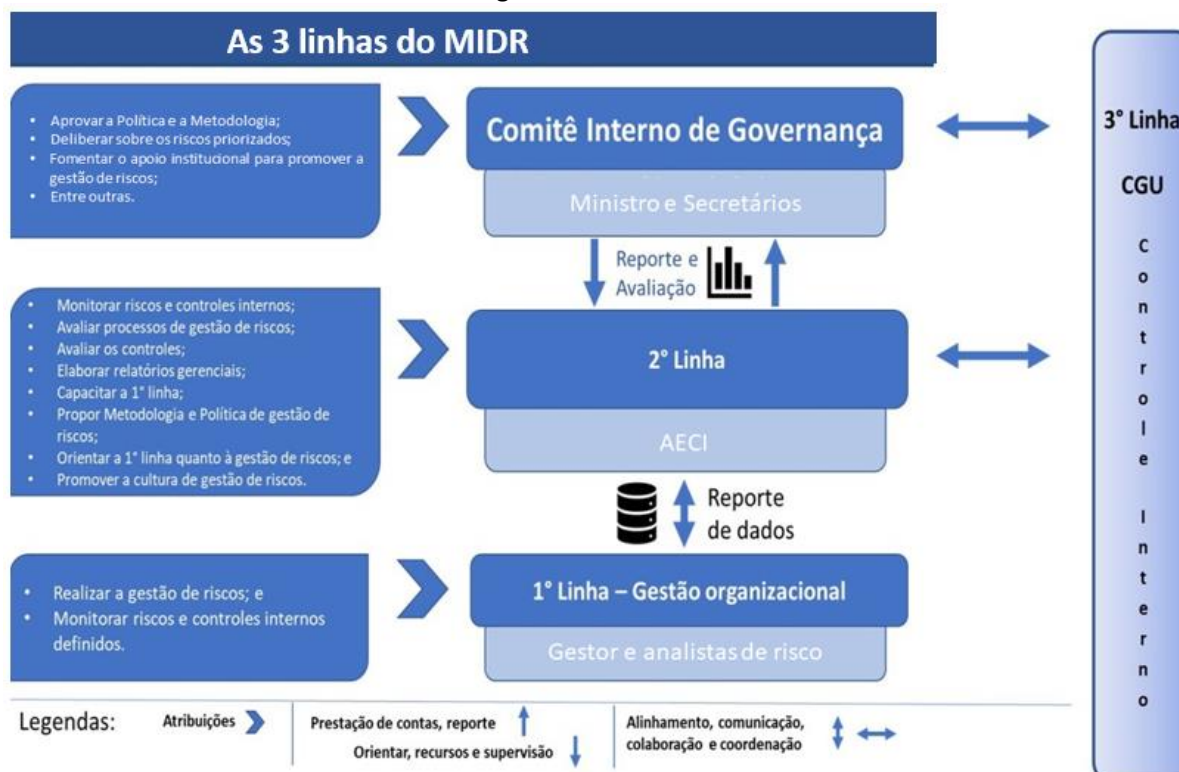 As 3 linhas do MIDR
• Aprovar a Política e a Metodologia;
• Deliberar sobre os riscos priorizados;
• Fomentar o apoio institucional para promover a
gestão de riscos;
• Entre outras.
Comitê Interno de Governança
Ministro e Secretários
Reporte e
Avaliação
• Monitorar riscos e controles internos;
• Avaliar processos de gestão de riscos;
• Avaliar os controles;
• Elaborar relatórios gerenciais;
• Capacitar a 1° linha;
• Propor Metodologia e Política de gestão de
riscos;
• Orientar a 1° linha quanto à gestão de riscos; e
• Promover a cultura de gestão de riscos.
2° Linha
AECI
Reporte
de dados
• Realizar a gestão de riscos; e
• Monitorar riscos e controles internos
definidos.
1° Linha – Gestão organizacional
Gestor e analistas de risco
3° Linha
CGU
Controle Interno
Legendas:
Atribuições
Prestação de contas, reporte
Orientar, recursos e supervisão
Alinhamento, comunicação,
colaboração e coordenação